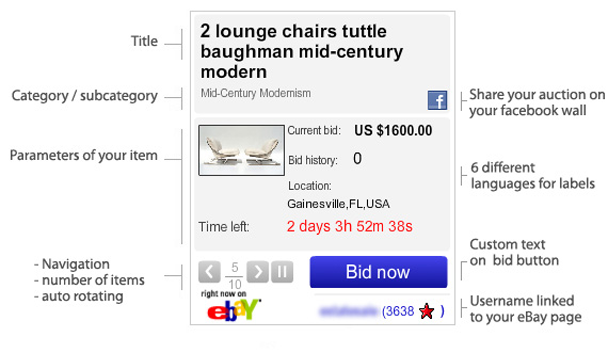 Title
2 lounge chairs tuttle
baughman mid-century
modern
Category / subcategory
Mid-Century Modernism
Share your auction on
your facebook wall
Parameters of your item
Current bid: US $1600.00
Bid history: 0
Location:
Gainesville,FL,USA
Time left: 2 days 3h 52m 38s
6 different
languages for labels
- Navigation
- number of items
- auto rotating
5
10
Bid now
Custom text
on bid button
right now on
ebY
(3638 )
Username linked
to your eBay page